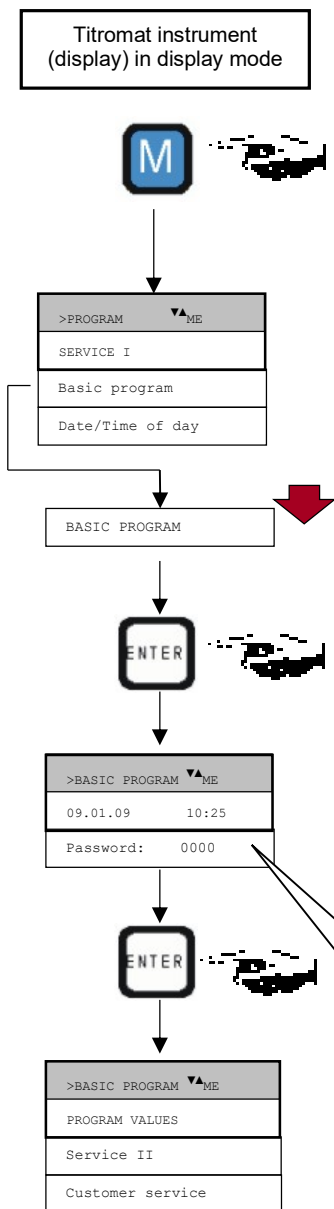 Titromat instrument
(display) in display mode
M
>PROGRAM ▼▲ME
SERVICE I
Basic program
Date/Time of day
BASIC PROGRAM
ENTER
>BASIC PROGRAM ▼▲ME
09.01.09 10:25
Password: 0000
ENTER
>BASIC PROGRAM ▼▲ME
PROGRAM VALUES
Service II
Customer service